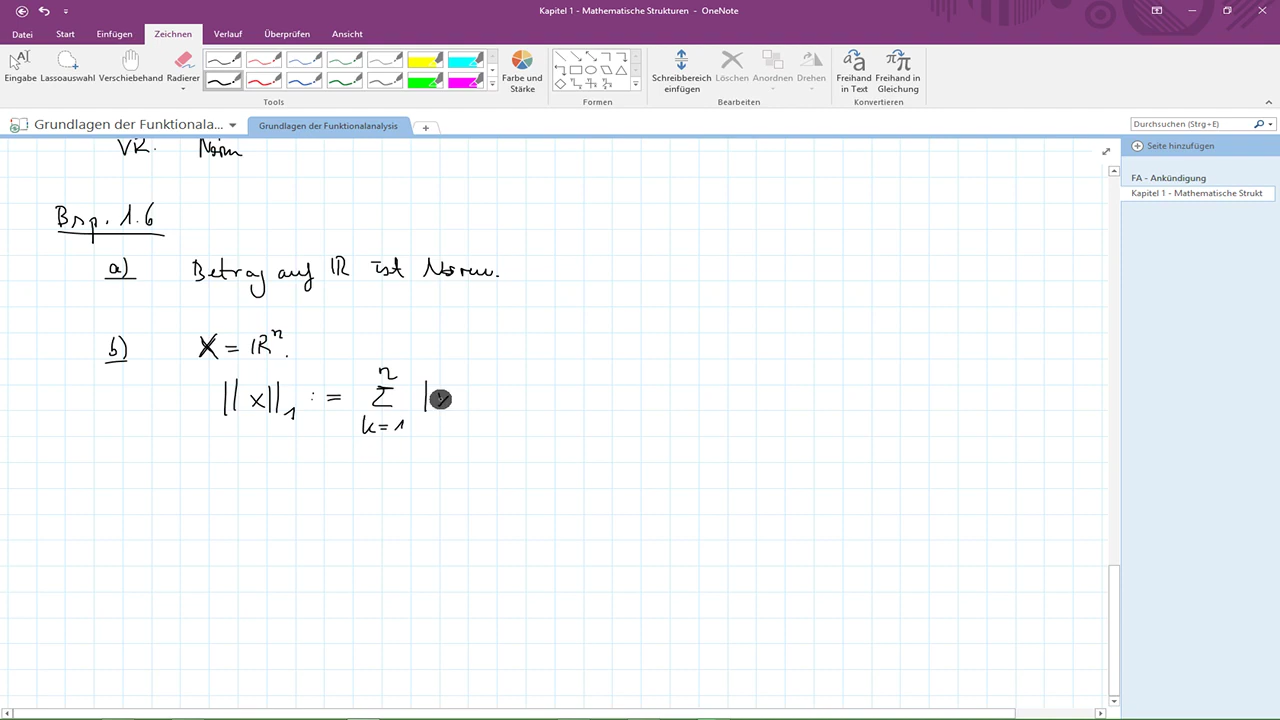 Kapitel 1 - Mathematische Strukturen - OneNote
Datei Start Einfügen Zeichnen Verlauf Überprüfen Ansicht
Eingabe Lassoauswahl Verschiebehand Radierer Farbe und Stärke Schreibbereich einfügen Löschen Anordnen Drehen Freihand in Text Freihand in Gleichung
Tools Formen Bearbeiten Konvertieren
Grundlagen der Funktionala... Grundlagen der Funktionalanalysis Durchsuchen (Strg+E)
Seite hinzufügen
FA - Ankündigung
Kapitel 1 - Mathematische Strukt
VR. Norm
Bsp. 1.6
a) Betrag auf ℝ ist Norm.
b) X = ℝⁿ.
||x||₁ := n Σ k=1 |x